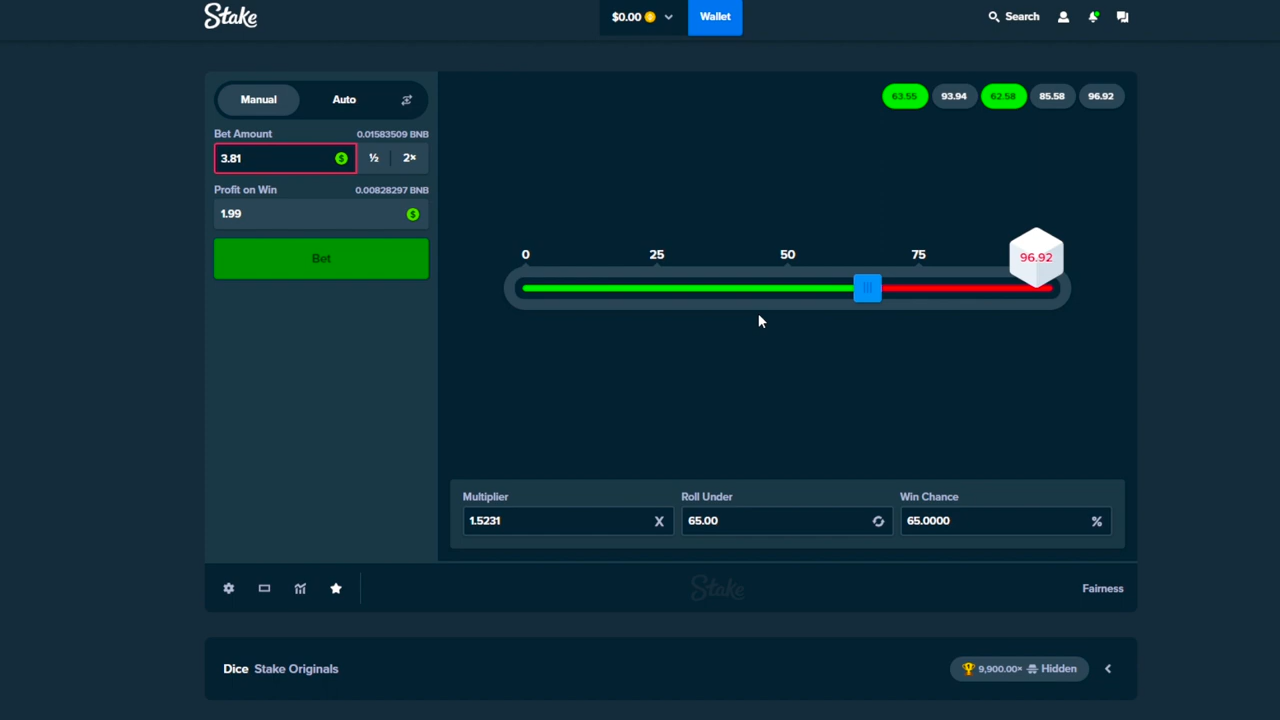 Stake
$0.00
Wallet
Search
Manual
Auto
63.55
93.94
62.58
85.58
96.92
Bet Amount
0.01583509 BNB
3.81
½
2×
Profit on Win
0.00828297 BNB
1.99
Bet
0
25
50
75
96.92
Multiplier
Roll Under
Win Chance
1.5231
X
65.00
65.0000
%
Stake
Fairness
Dice
Stake Originals
9,900.00×
Hidden